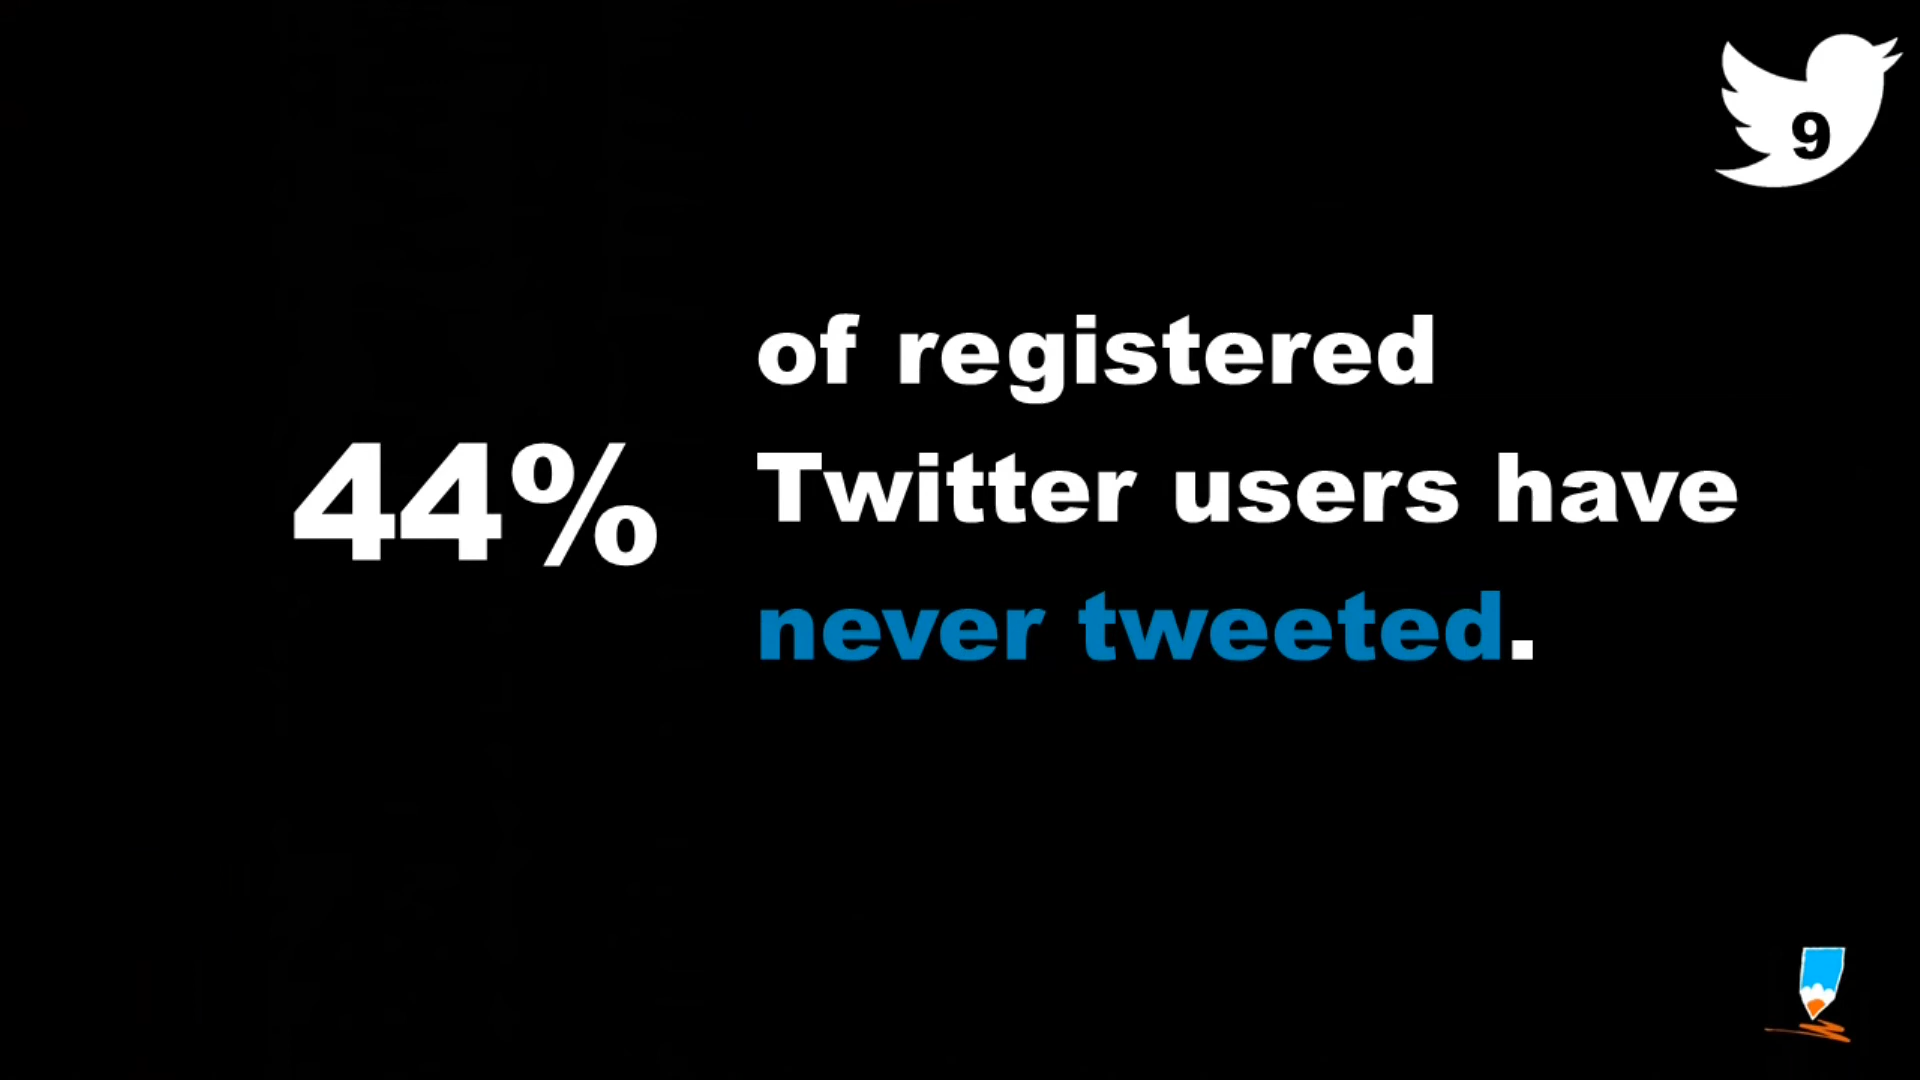 9
44%
of registered
Twitter users have
never tweeted.